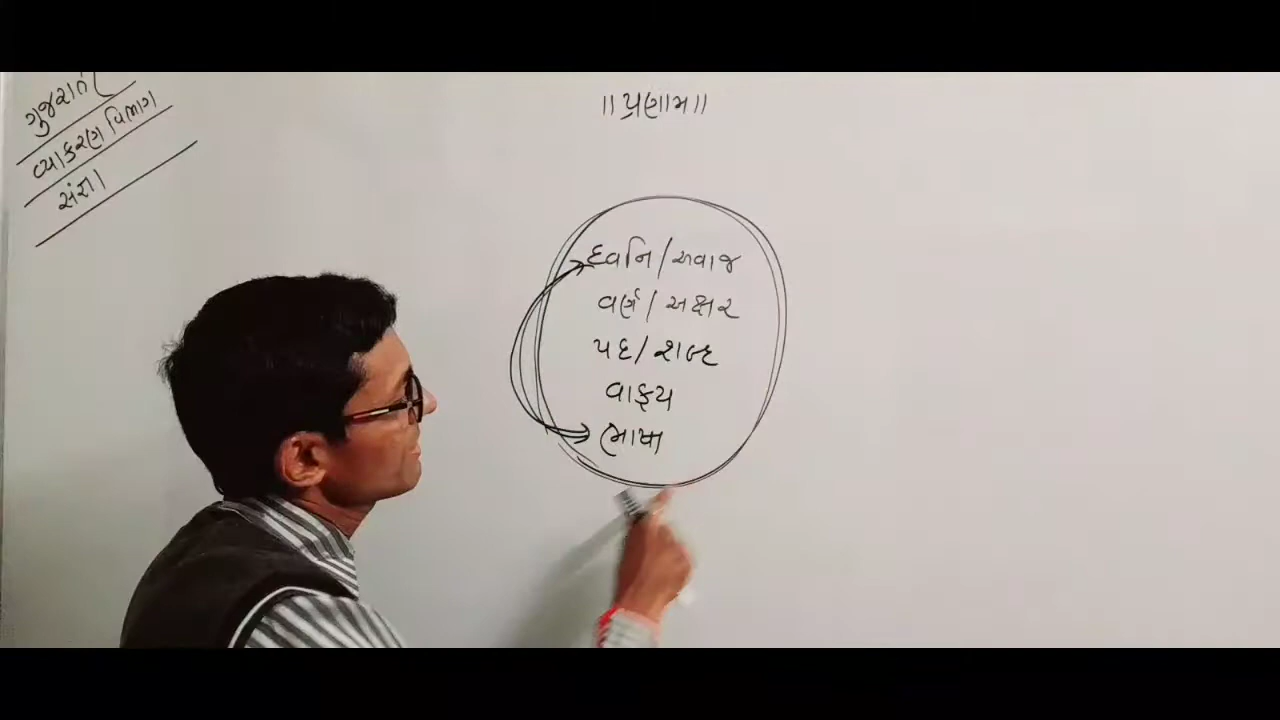 ગુજરાતી
વ્યાકરણ વિભાગ
સંજ્ઞા
॥ પ્રણામ ॥
ધ્વનિ / અવાજ
વર્ણ / અક્ષર
પદ / શબ્દ
વાક્ય
ભાષા